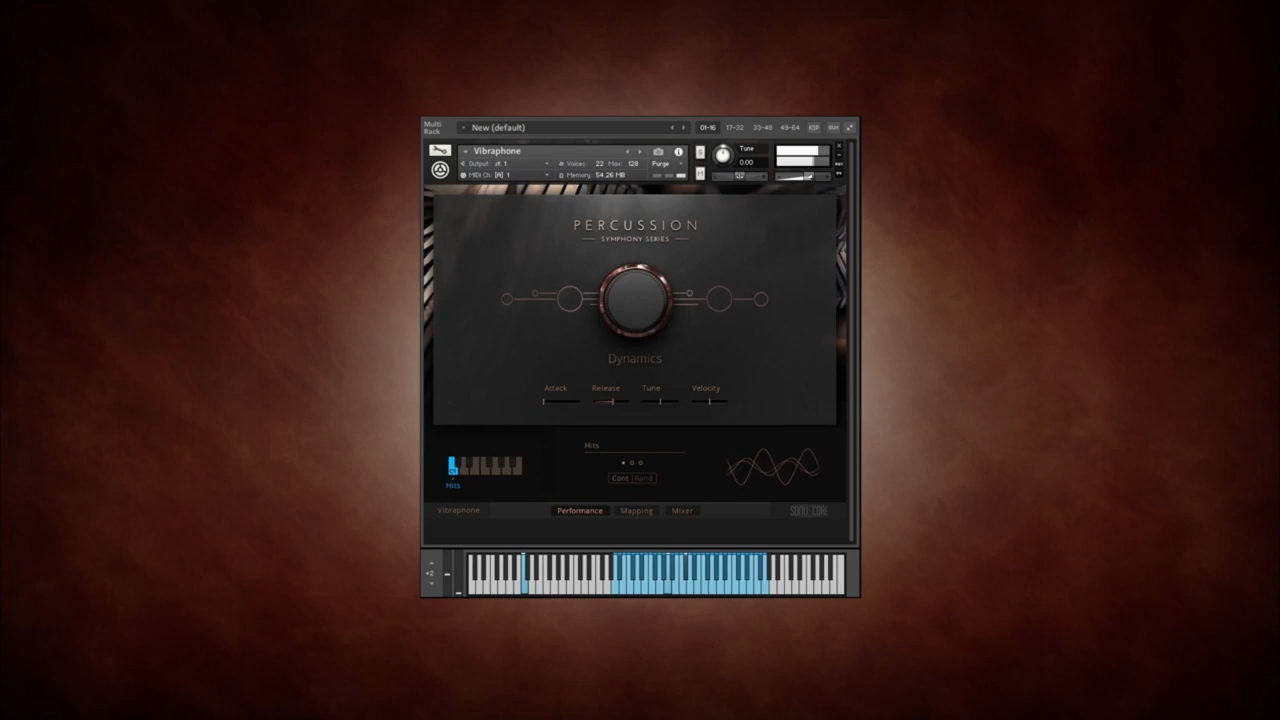 Multi
Rack
New (default)
01-16 17-32 33-48 49-64 KSP
Vibraphone
Output: st. 1
Voices: 22 Max: 128
Purge
MIDI Ch: [A] 1
Memory: 54.26 MB
S
M
Tune
0.00
PERCUSSION
SYMPHONY SERIES
Dynamics
Attack Release Tune Velocity
Hits
Cont | Rand
Hits
Vibraphone
Performance Mapping Mixer
+2